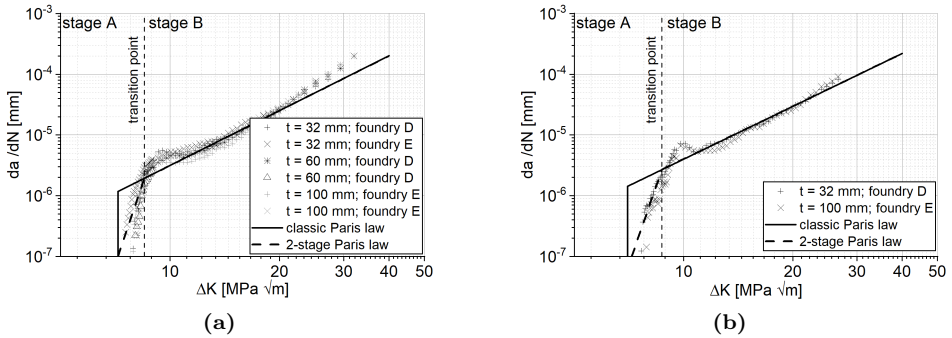 stage A stage B
10⁻³
10⁻⁴
10⁻⁵
10⁻⁶
10⁻⁷
da /dN [mm]
transition point
t = 32 mm; foundry D
t = 32 mm; foundry E
t = 60 mm; foundry D
t = 60 mm; foundry D
t = 100 mm; foundry E
t = 100 mm; foundry E
classic Paris law
2-stage Paris law
10 20 30 40 50
ΔK [MPa √m]
(a)
stage A stage B
10⁻³
10⁻⁴
10⁻⁵
10⁻⁶
10⁻⁷
da /dN [mm]
transition point
t = 32 mm; foundry D
t = 100 mm; foundry E
classic Paris law
2-stage Paris law
10 20 30 40 50
ΔK [MPa √m]
(b)